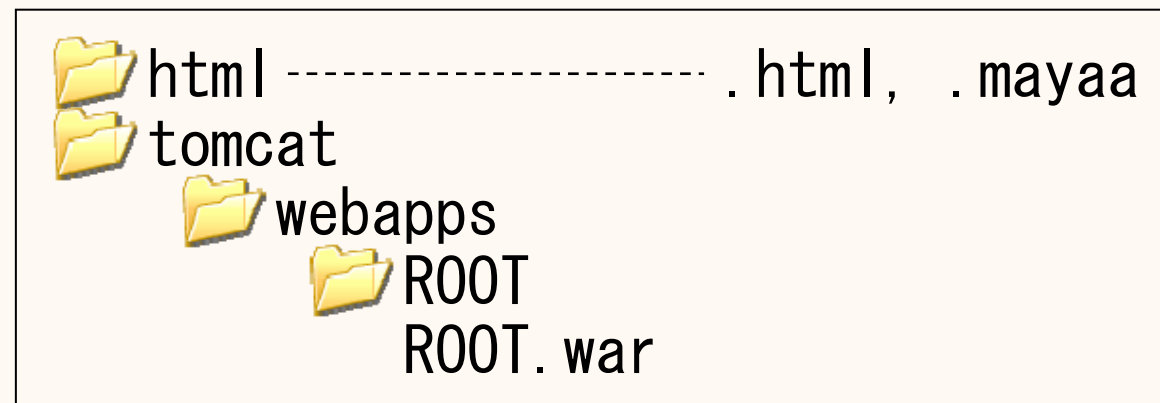 html .html, .mayaa
tomcat
webapps
ROOT
ROOT.war